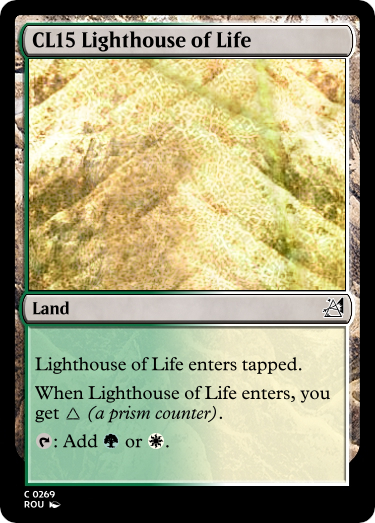 CL15 Lighthouse of Life
Land
Lighthouse of Life enters tapped.
When Lighthouse of Life enters, you
get △ (a prism counter).
: Add or .
C 0269
ROU